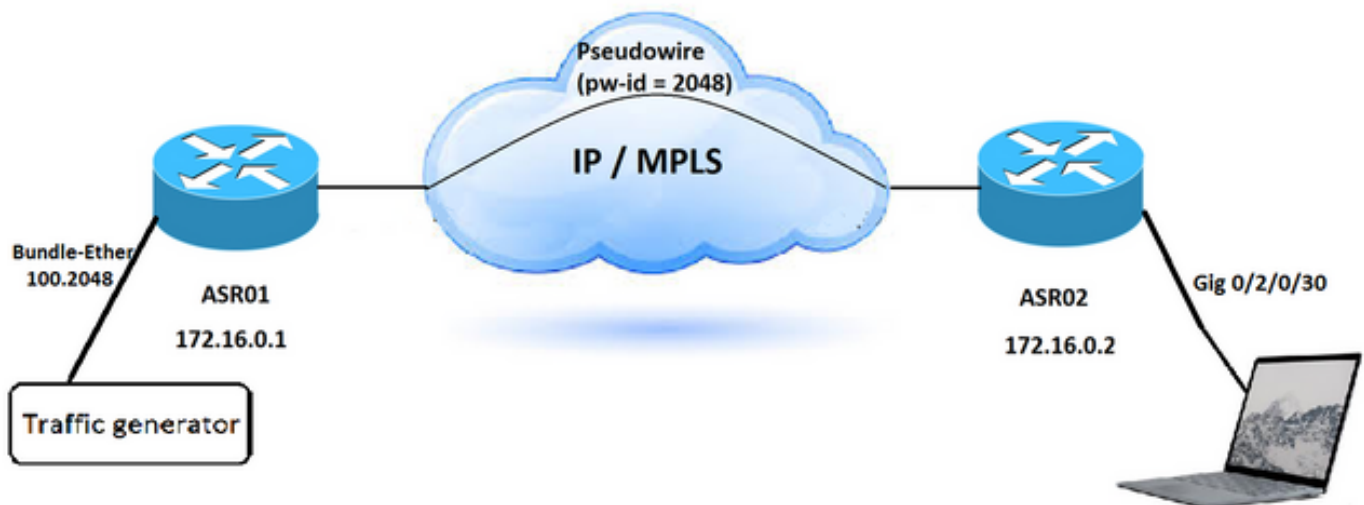 Pseudowire
(pw-id = 2048)
IP / MPLS
Bundle-Ether
100.2048
ASR01
172.16.0.1
Traffic generator
ASR02
172.16.0.2
Gig 0/2/0/30